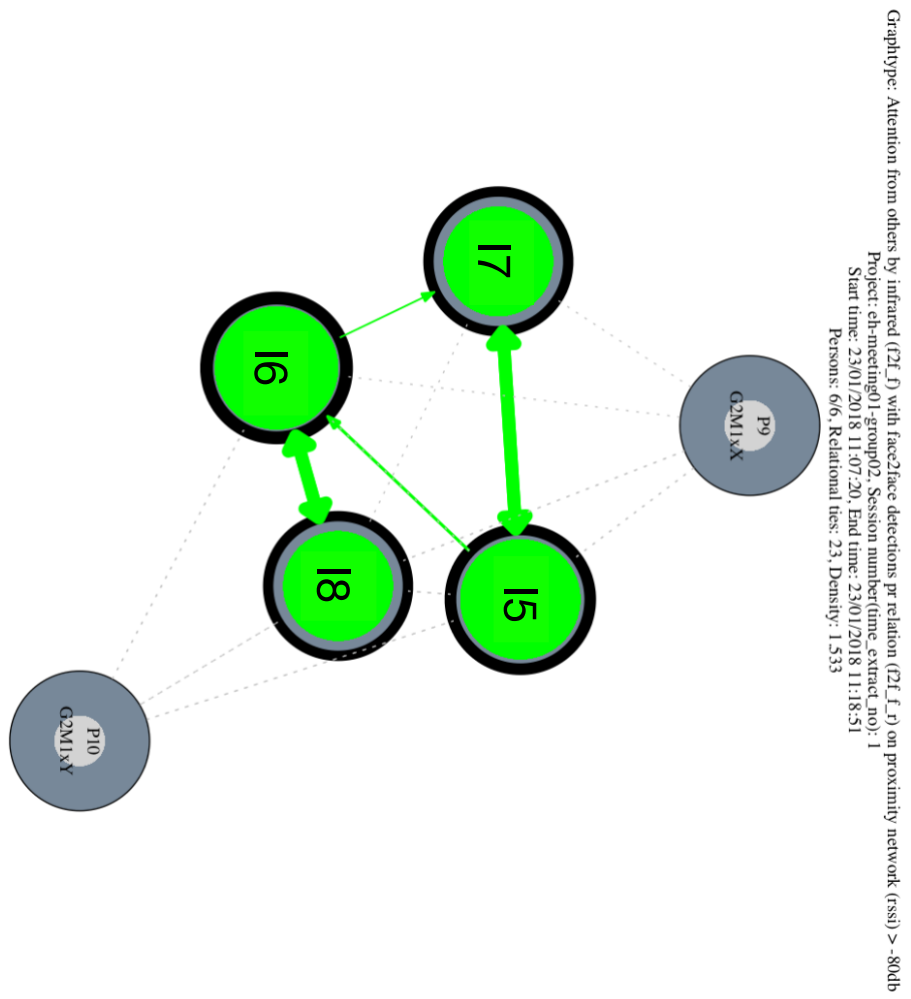 Graphtype: Attention from others by infrared (f2f_f) with face2face detections pr relation (f2f_f_r) on proximity network (rssi) > -80db
Project: eh-meeting01-group02, Session number(time_extract_no): 1
Start time: 23/01/2018 11:07:20, End time: 23/01/2018 11:18:51
Persons: 6/6, Relational ties: 23, Density: 1.533
P9
G2M1xX
I7
I5
I8
I6
P10
G2M1xY